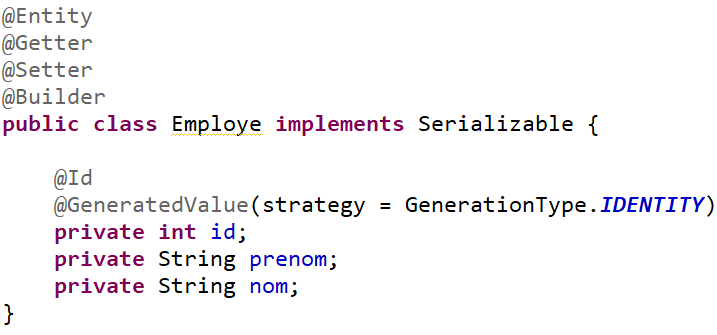 @Entity
@Getter
@Setter
@Builder
public class Employe implements Serializable {
@Id
@GeneratedValue(strategy = GenerationType.IDENTITY)
private int id;
private String prenom;
private String nom;
}